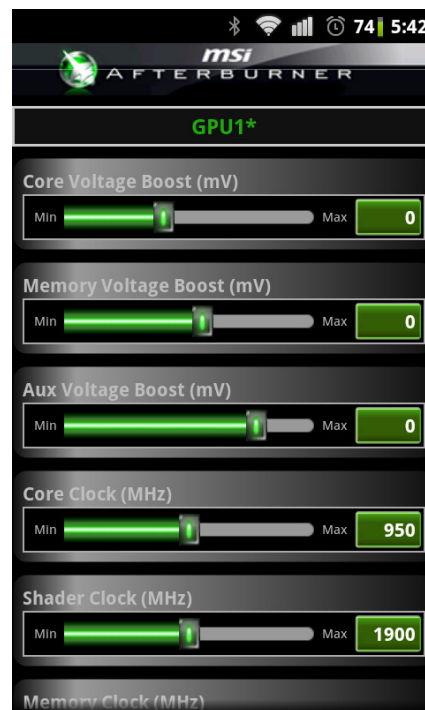 74 5:42
msi
AFTERBURNER
GPU1*
Core Voltage Boost (mV)
Min Max 0
Memory Voltage Boost (mV)
Min Max 0
Aux Voltage Boost (mV)
Min Max 0
Core Clock (MHz)
Min Max 950
Shader Clock (MHz)
Min Max 1900
Memory Clock (MHz)